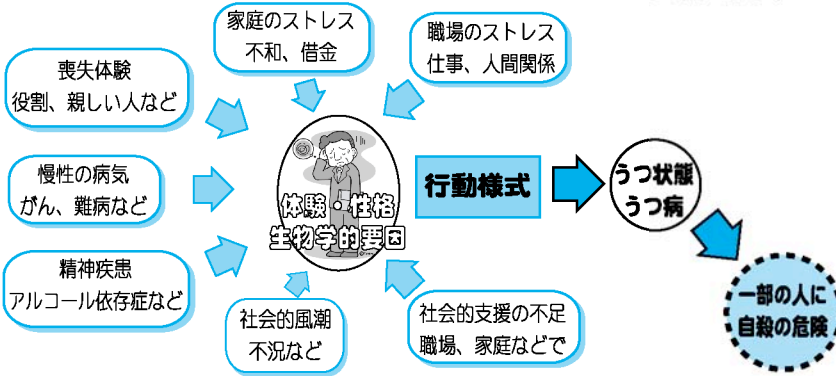 家庭のストレス
不和、借金
職場のストレス
仕事、人間関係
喪失体験
役割、親しい人など
慢性の病気
がん、難病など
精神疾患
アルコール依存症など
体験・性格
生物学的要因
行動様式
うつ状態
うつ病
社会的風潮
不況など
社会的支援の不足
職場、家庭などで
一部の人に
自殺の危険